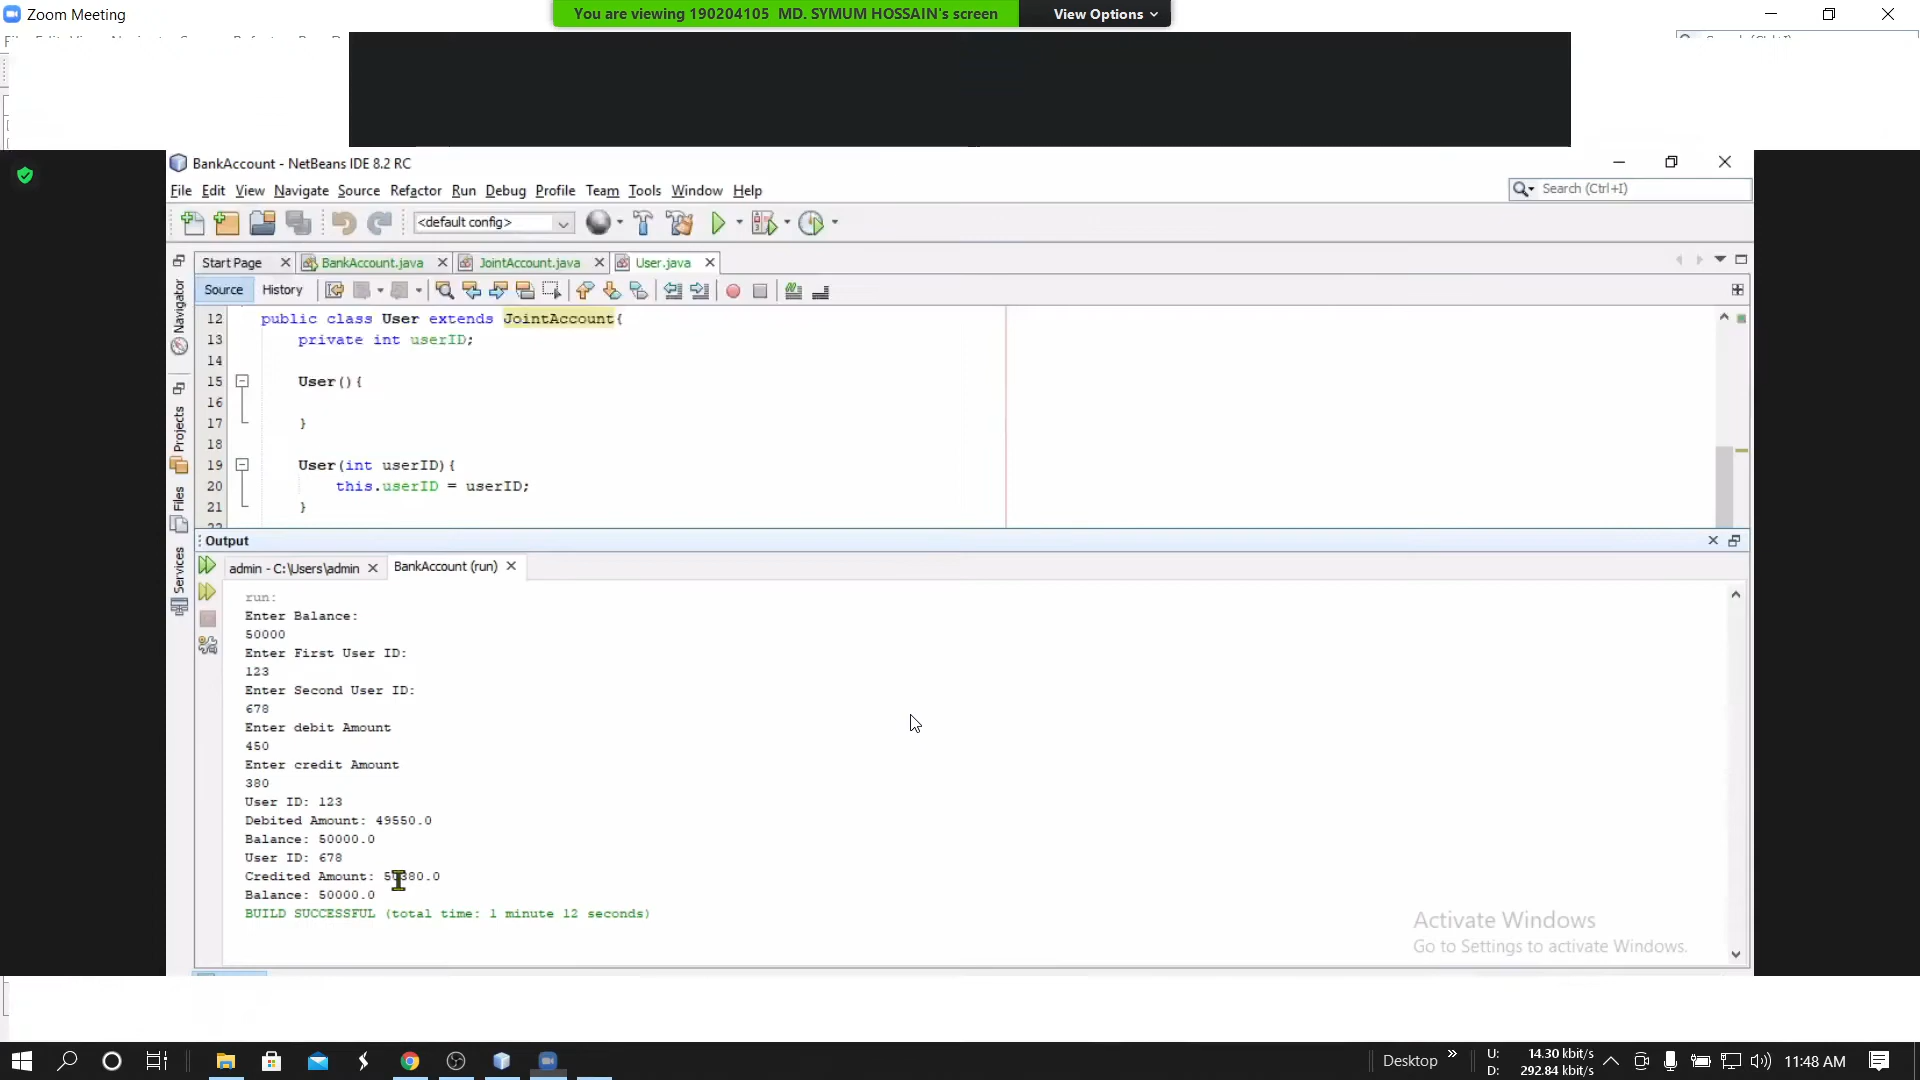 Zoom Meeting
You are viewing 190204105 MD. SYMUM HOSSAIN's screen
View Options
BankAccount - NetBeans IDE 8.2 RC
File Edit View Navigate Source Refactor Run Debug Profile Team Tools Window Help
Search (Ctrl+I)
<default config>
Start Page
BankAccount.java
JointAccount.java
User.java
Source
History
Navigator
Projects
Files
Services
12 public class User extends JointAccount{
13 private int userID;
14
15 User(){
16
17 }
18
19 User(int userID){
20 this.userID = userID;
21 }
Output
admin - C:\Users\admin
BankAccount (run)
run:
Enter Balance:
50000
Enter First User ID:
123
Enter Second User ID:
678
Enter debit Amount
450
Enter credit Amount
380
User ID: 123
Debited Amount: 49550.0
Balance: 50000.0
User ID: 678
Credited Amount: 50380.0
Balance: 50000.0
BUILD SUCCESSFUL (total time: 1 minute 12 seconds)
Activate Windows
Go to Settings to activate Windows.
Desktop
U: 14.30 kbit/s
D: 292.84 kbit/s
11:48 AM